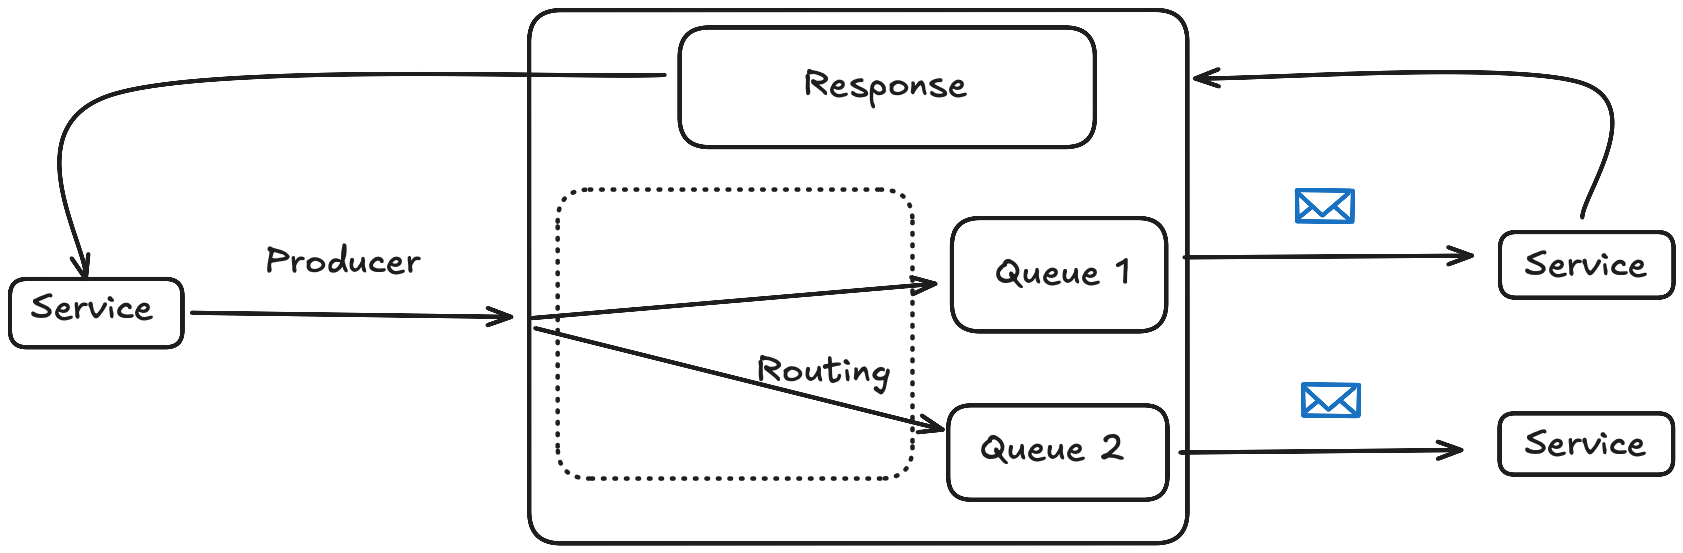 Response
Producer
Service
Queue 1
Service
Routing
Queue 2
Service